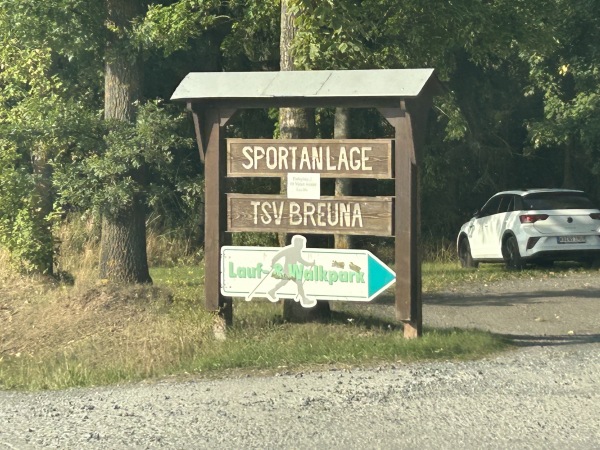 SPORTANLAGE
TSV BREUNA
Lauf- & Walkpark